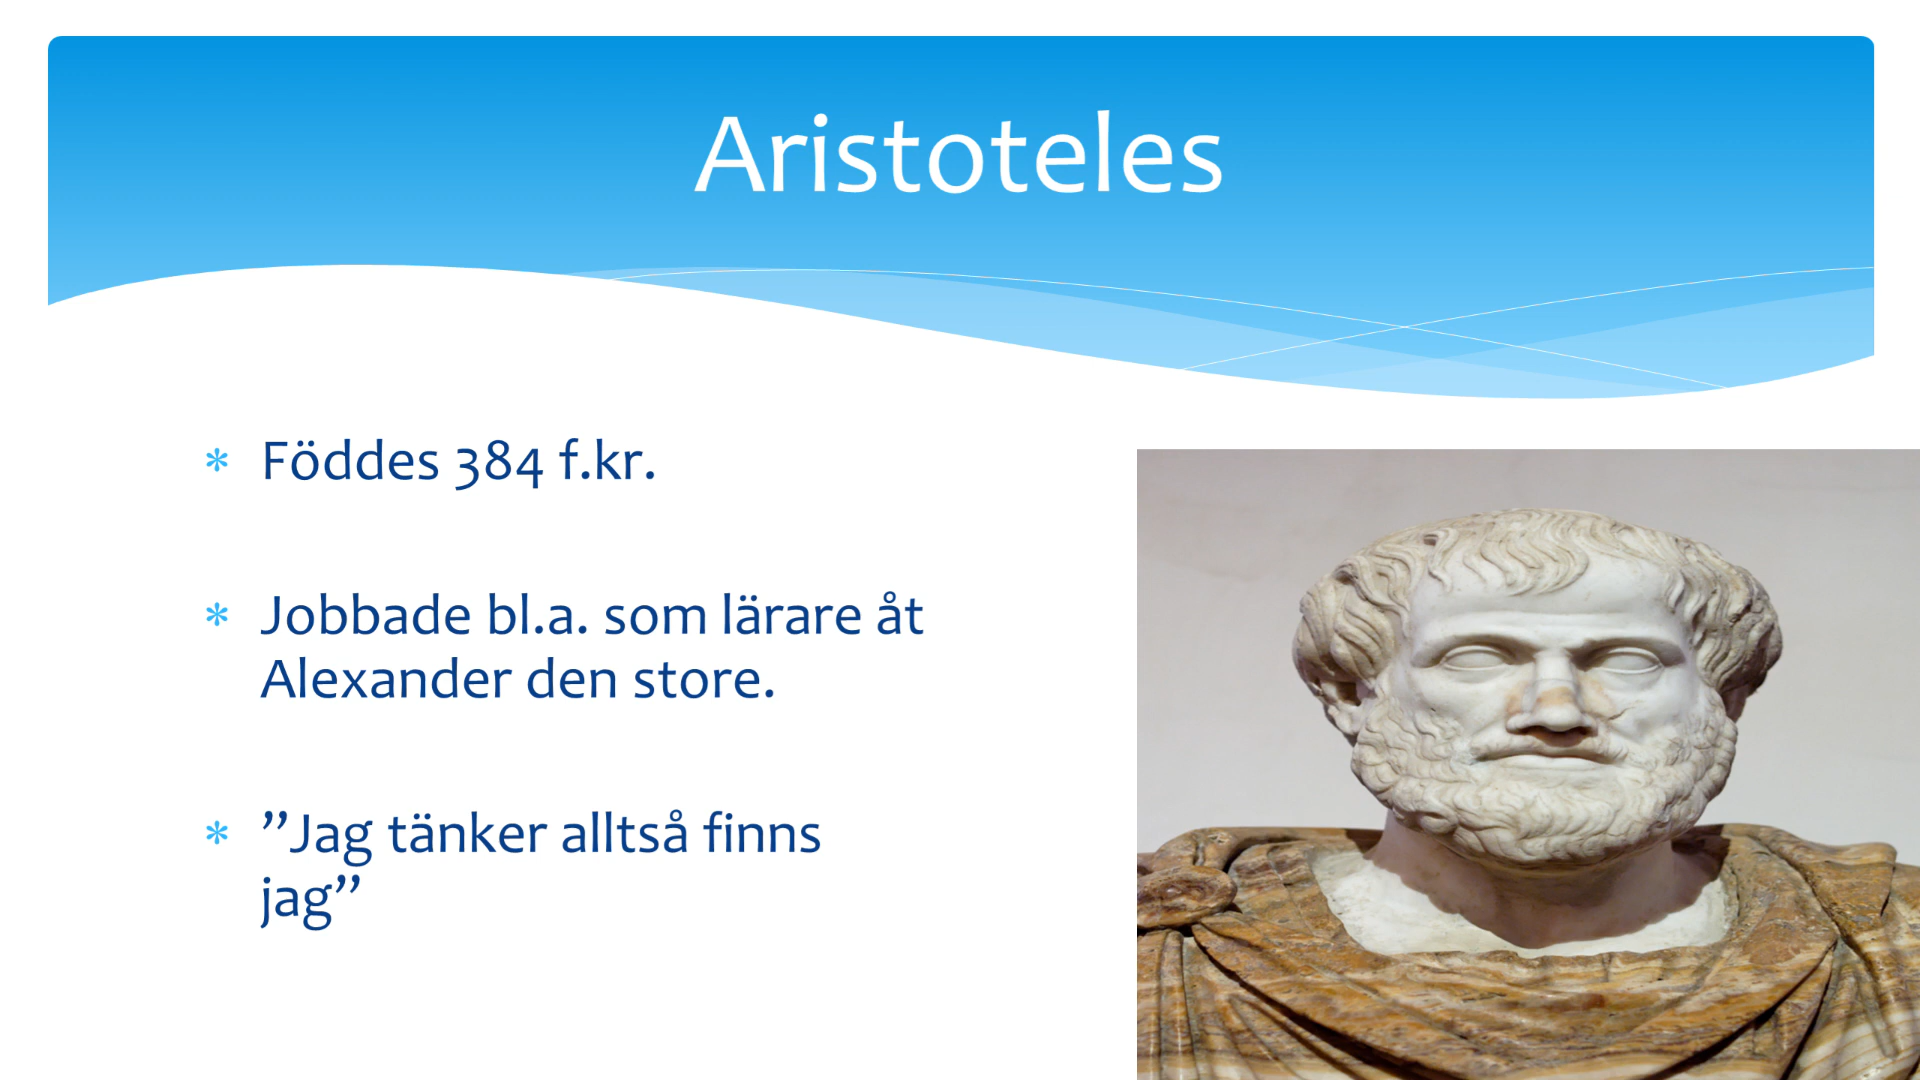 Aristoteles
* Föddes 384 f.kr.
* Jobbade bl.a. som lärare åt
Alexander den store.
* ”Jag tänker alltså finns
jag”